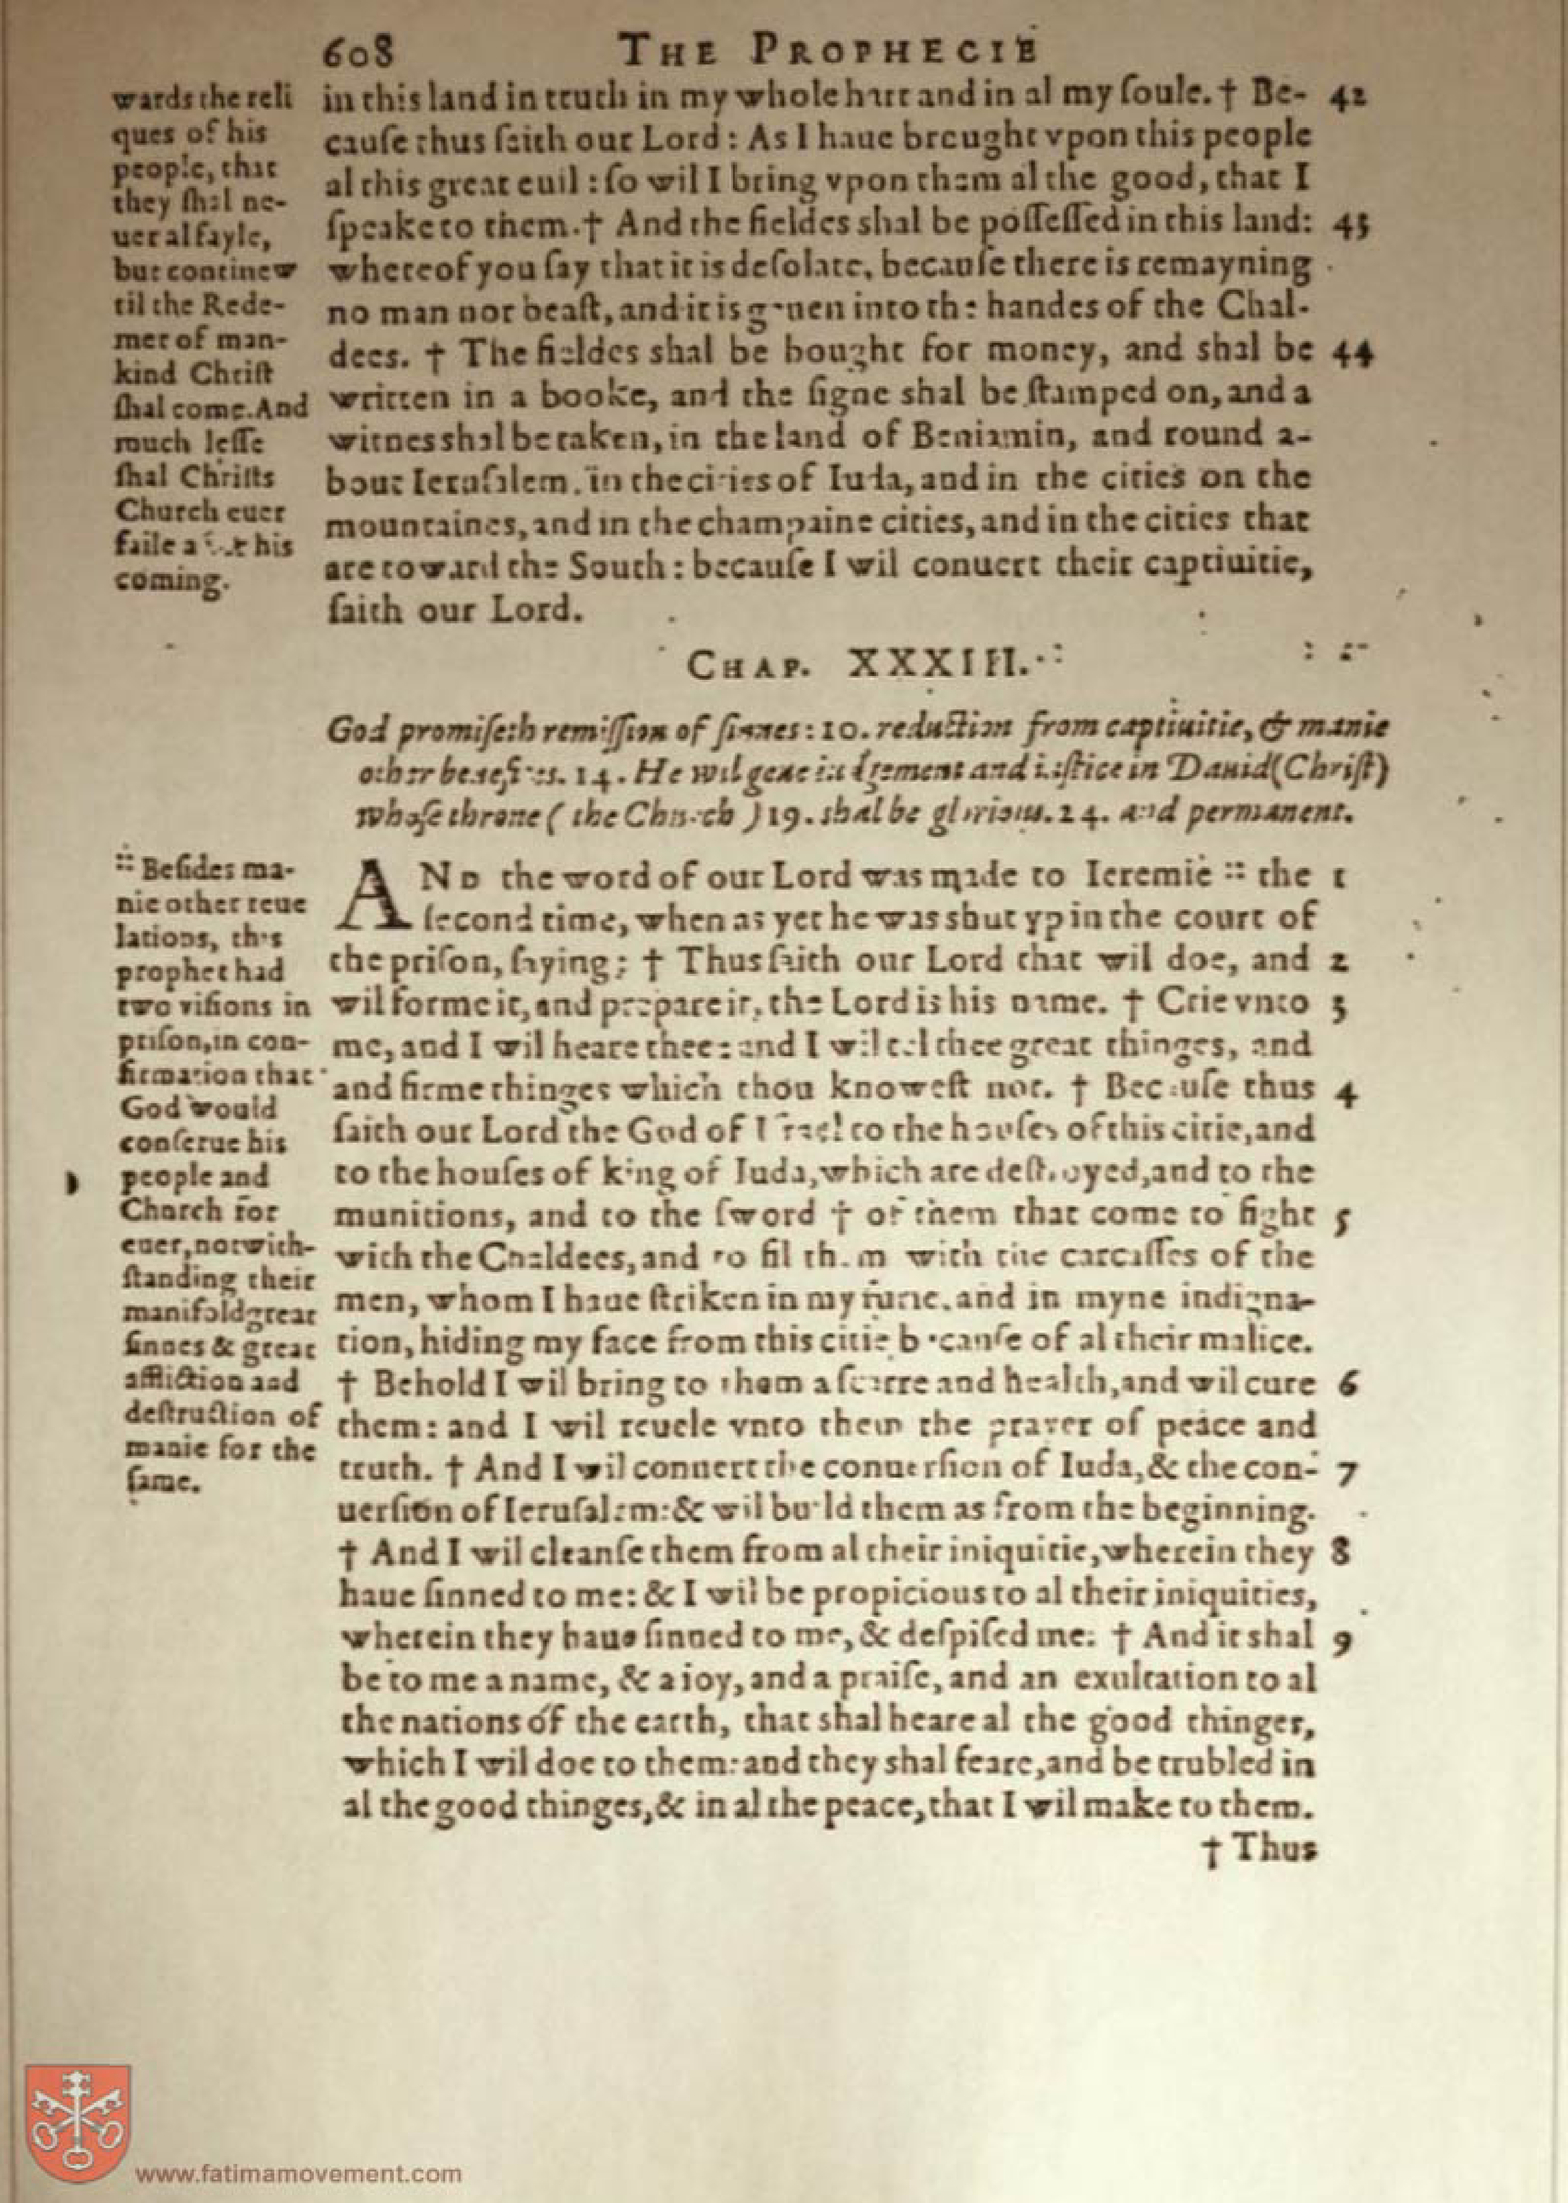 608 THE PROPHECIE
wards the reli
ques of his
people, that
they ſhal ne-
uer al fayle,
but continew
til the Rede-
mer of man-
kind Chriſt
ſhal come. And
much leſſe
ſhal Chriſts
Church euer
faile his
coming.
in this land in truth in my whole hart and in al my ſoule. † Be- 42
cauſe thus ſaith our Lord: As I haue brought vpon this people
al this great euil: ſo wil I bring vpon them al the good, that I
ſpeake to them. † And the fieldes shal be poſſeſſed in this land: 43
whereof you ſay that it is deſolate, becauſe there is remayning
no man nor beaſt, and it is geuen into the handes of the Chal-
dees. † The fieldes shal be bought for money, and shal be 44
written in a booke, and the ſigne shal be ſtamped on, and a
witnes shal be taken, in the land of Beniamin, and round a-
bout Ieruſalem, in the cities of Iuda, and in the cities on the
mountaines, and in the champaine cities, and in the cities that
are toward the South: becauſe I wil conuert their captiuitie,
ſaith our Lord.
CHAP. XXXIII.
God promiſeth remiſſion of ſinnes: 10. reduction from captiuitie, & manie
other benefites. 14. He wil geue iudgement and iuſtice in Dauid (Chriſt)
whoſe throne ( the Church ) 19. shal be glorious. 24. and permanent.
:: Beſides ma-
nie other reue
lations, this
prophet had
two viſions in
priſon, in con-
firmation that
God would
conſerue his
people and
Church for
euer, notwith-
ſtanding their
manifold great
ſinnes & great
affliction and
deſtruction of
manie for the
ſame.
AND the word of our Lord was made to Ieremie :: the 1
ſecond time, when as yet he was shut vp in the court of
the priſon, ſaying: † Thus ſaith our Lord that wil doe, and 2
wil forme it, and prepare it, the Lord is his name. † Crie vnto 3
me, and I wil heare thee: and I wil tel thee great thinges, and
and firme thinges which thou knoweſt not. † Becauſe thus 4
ſaith our Lord the God of Iſrael to the houſes of this citie, and
to the houſes of king of Iuda, which are deſtroyed, and to the
munitions, and to the ſword † of them that come to fight 5
with the Chaldees, and to fil them with the carcaſſes of the
men, whom I haue ſtriken in my furie, and in myne indigna-
tion, hiding my face from this citie becauſe of al their malice.
† Behold I wil bring to them a ſcarre and health, and wil cure 6
them: and I wil reuele vnto them the prayer of peace and
truth. † And I wil conuert the conuerſion of Iuda, & the con- 7
uerſion of Ieruſalem: & wil build them as from the beginning.
† And I wil cleanſe them from al their iniquitie, wherein they 8
haue ſinned to me: & I wil be propicious to al their iniquities,
wherein they haue ſinned to me, & deſpiſed me. † And it shal 9
be to me a name, & a ioy, and a praiſe, and an exultation to al
the nations of the earth, that shal heare al the good thinger,
which I wil doe to them: and they shal feare, and be trubled in
al the good thinges, & in al the peace, that I wil make to them.
† Thus
www.fatimamovement.com